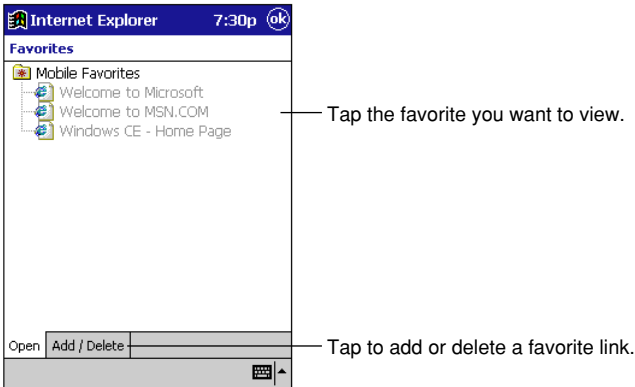 Internet Explorer 7:30p ok
Favorites
Mobile Favorites
Welcome to Microsoft
Welcome to MSN.COM
Windows CE - Home Page
Tap the favorite you want to view.
Open Add / Delete
Tap to add or delete a favorite link.